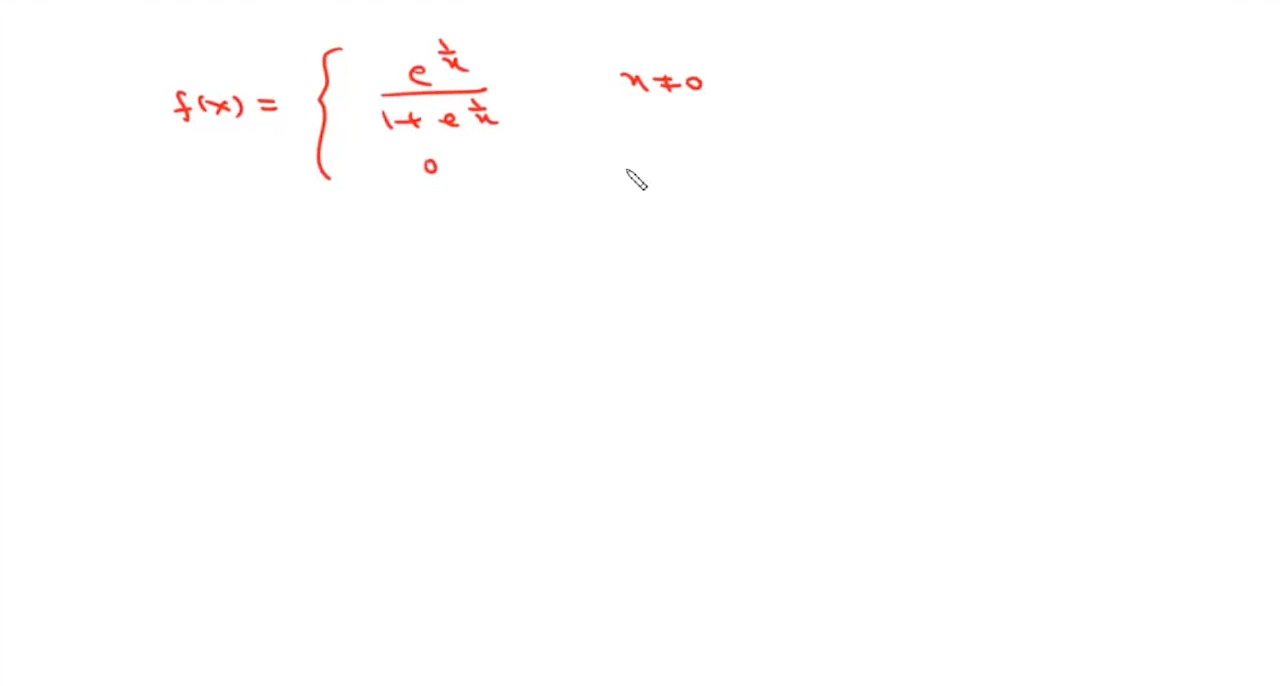 f(x) = { e^{1/x} / (1 + e^{1/x})    x ≠ 0
0